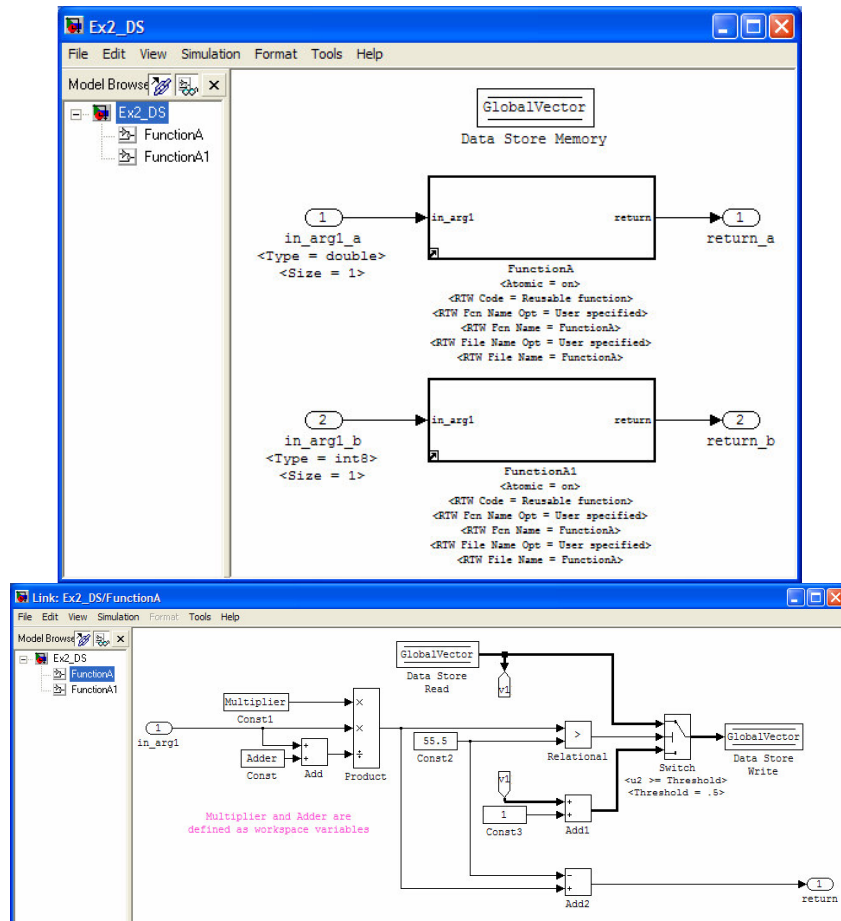 Ex2_DS
File Edit View Simulation Format Tools Help
Model Browse
Ex2_DS
FunctionA
FunctionA1
GlobalVector
Data Store Memory
1
in_arg1_a
<Type = double>
<Size = 1>
in_arg1
return
1
return_a
FunctionA
<Atomic = on>
<RTW Code = Reusable function>
<RTW Fcn Name Opt = User specified>
<RTW Fcn Name = FunctionA>
<RTW File Name Opt = User specified>
<RTW File Name = FunctionA>
2
in_arg1_b
<Type = int8>
<Size = 1>
in_arg1
return
2
return_b
FunctionA1
<Atomic = on>
<RTW Code = Reusable function>
<RTW Fcn Name Opt = User specified>
<RTW Fcn Name = FunctionA>
<RTW File Name Opt = User specified>
<RTW File Name = FunctionA>
Link: Ex2_DS/FunctionA
File Edit View Simulation Format Tools Help
Model Browse
Ex2_DS
FunctionA
FunctionA1
GlobalVector
Data Store
Read
v1
1
in_arg1
Multiplier
Const1
Adder
Const
+
+
Add
×
×
÷
Product
55.5
Const2
>
Relational
Switch
<u2 >= Threshold>
<Threshold = .5>
GlobalVector
Data Store
Write
v1
1
Const3
+
+
Add1
Multiplier and Adder are
defined as workspace variables
-
+
Add2
1
return